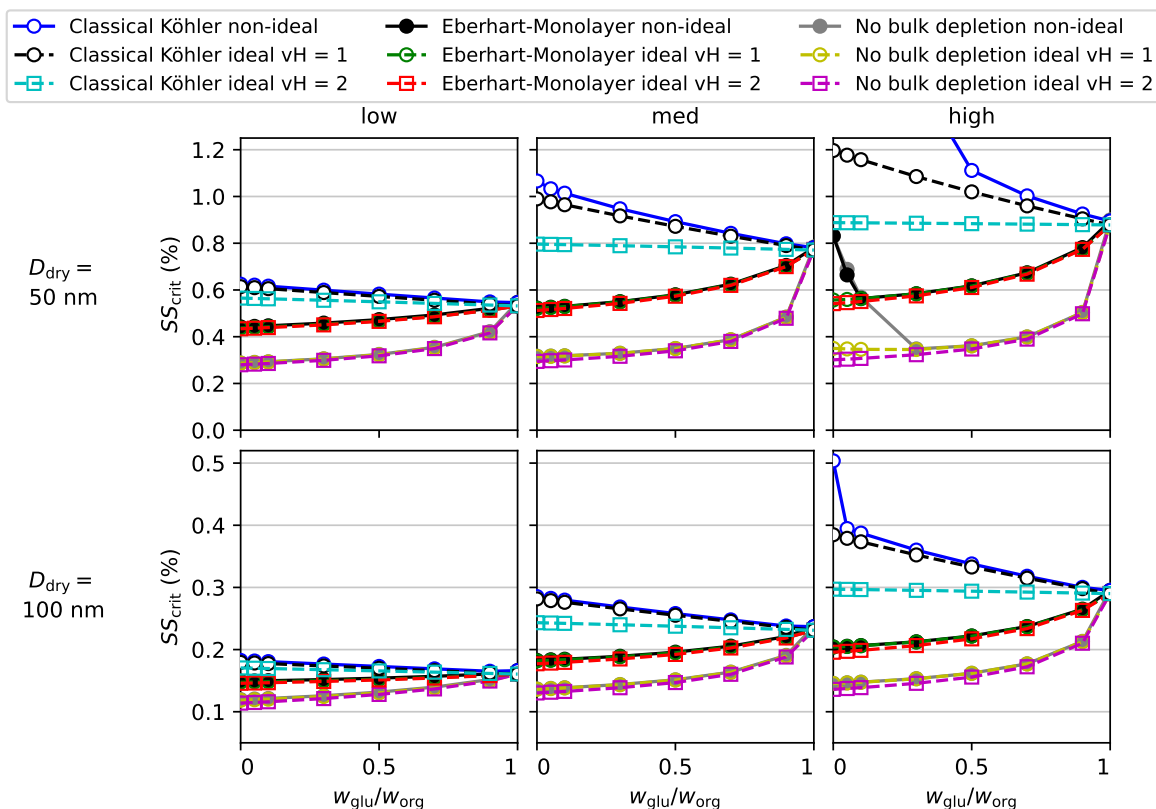 Classical Köhler non-ideal Eberhart-Monolayer non-ideal No bulk depletion non-ideal
Classical Köhler ideal vH = 1 Eberhart-Monolayer ideal vH = 1 No bulk depletion ideal vH = 1
Classical Köhler ideal vH = 2 Eberhart-Monolayer ideal vH = 2 No bulk depletion ideal vH = 2
low med high
D_dry =
50 nm
SS_crit (%)
1.2
1.0
0.8
0.6
0.4
0.2
0.0
D_dry =
100 nm
SS_crit (%)
0.5
0.4
0.3
0.2
0.1
0 0.5 1 0 0.5 1 0 0.5 1
w_glu/w_org w_glu/w_org w_glu/w_org